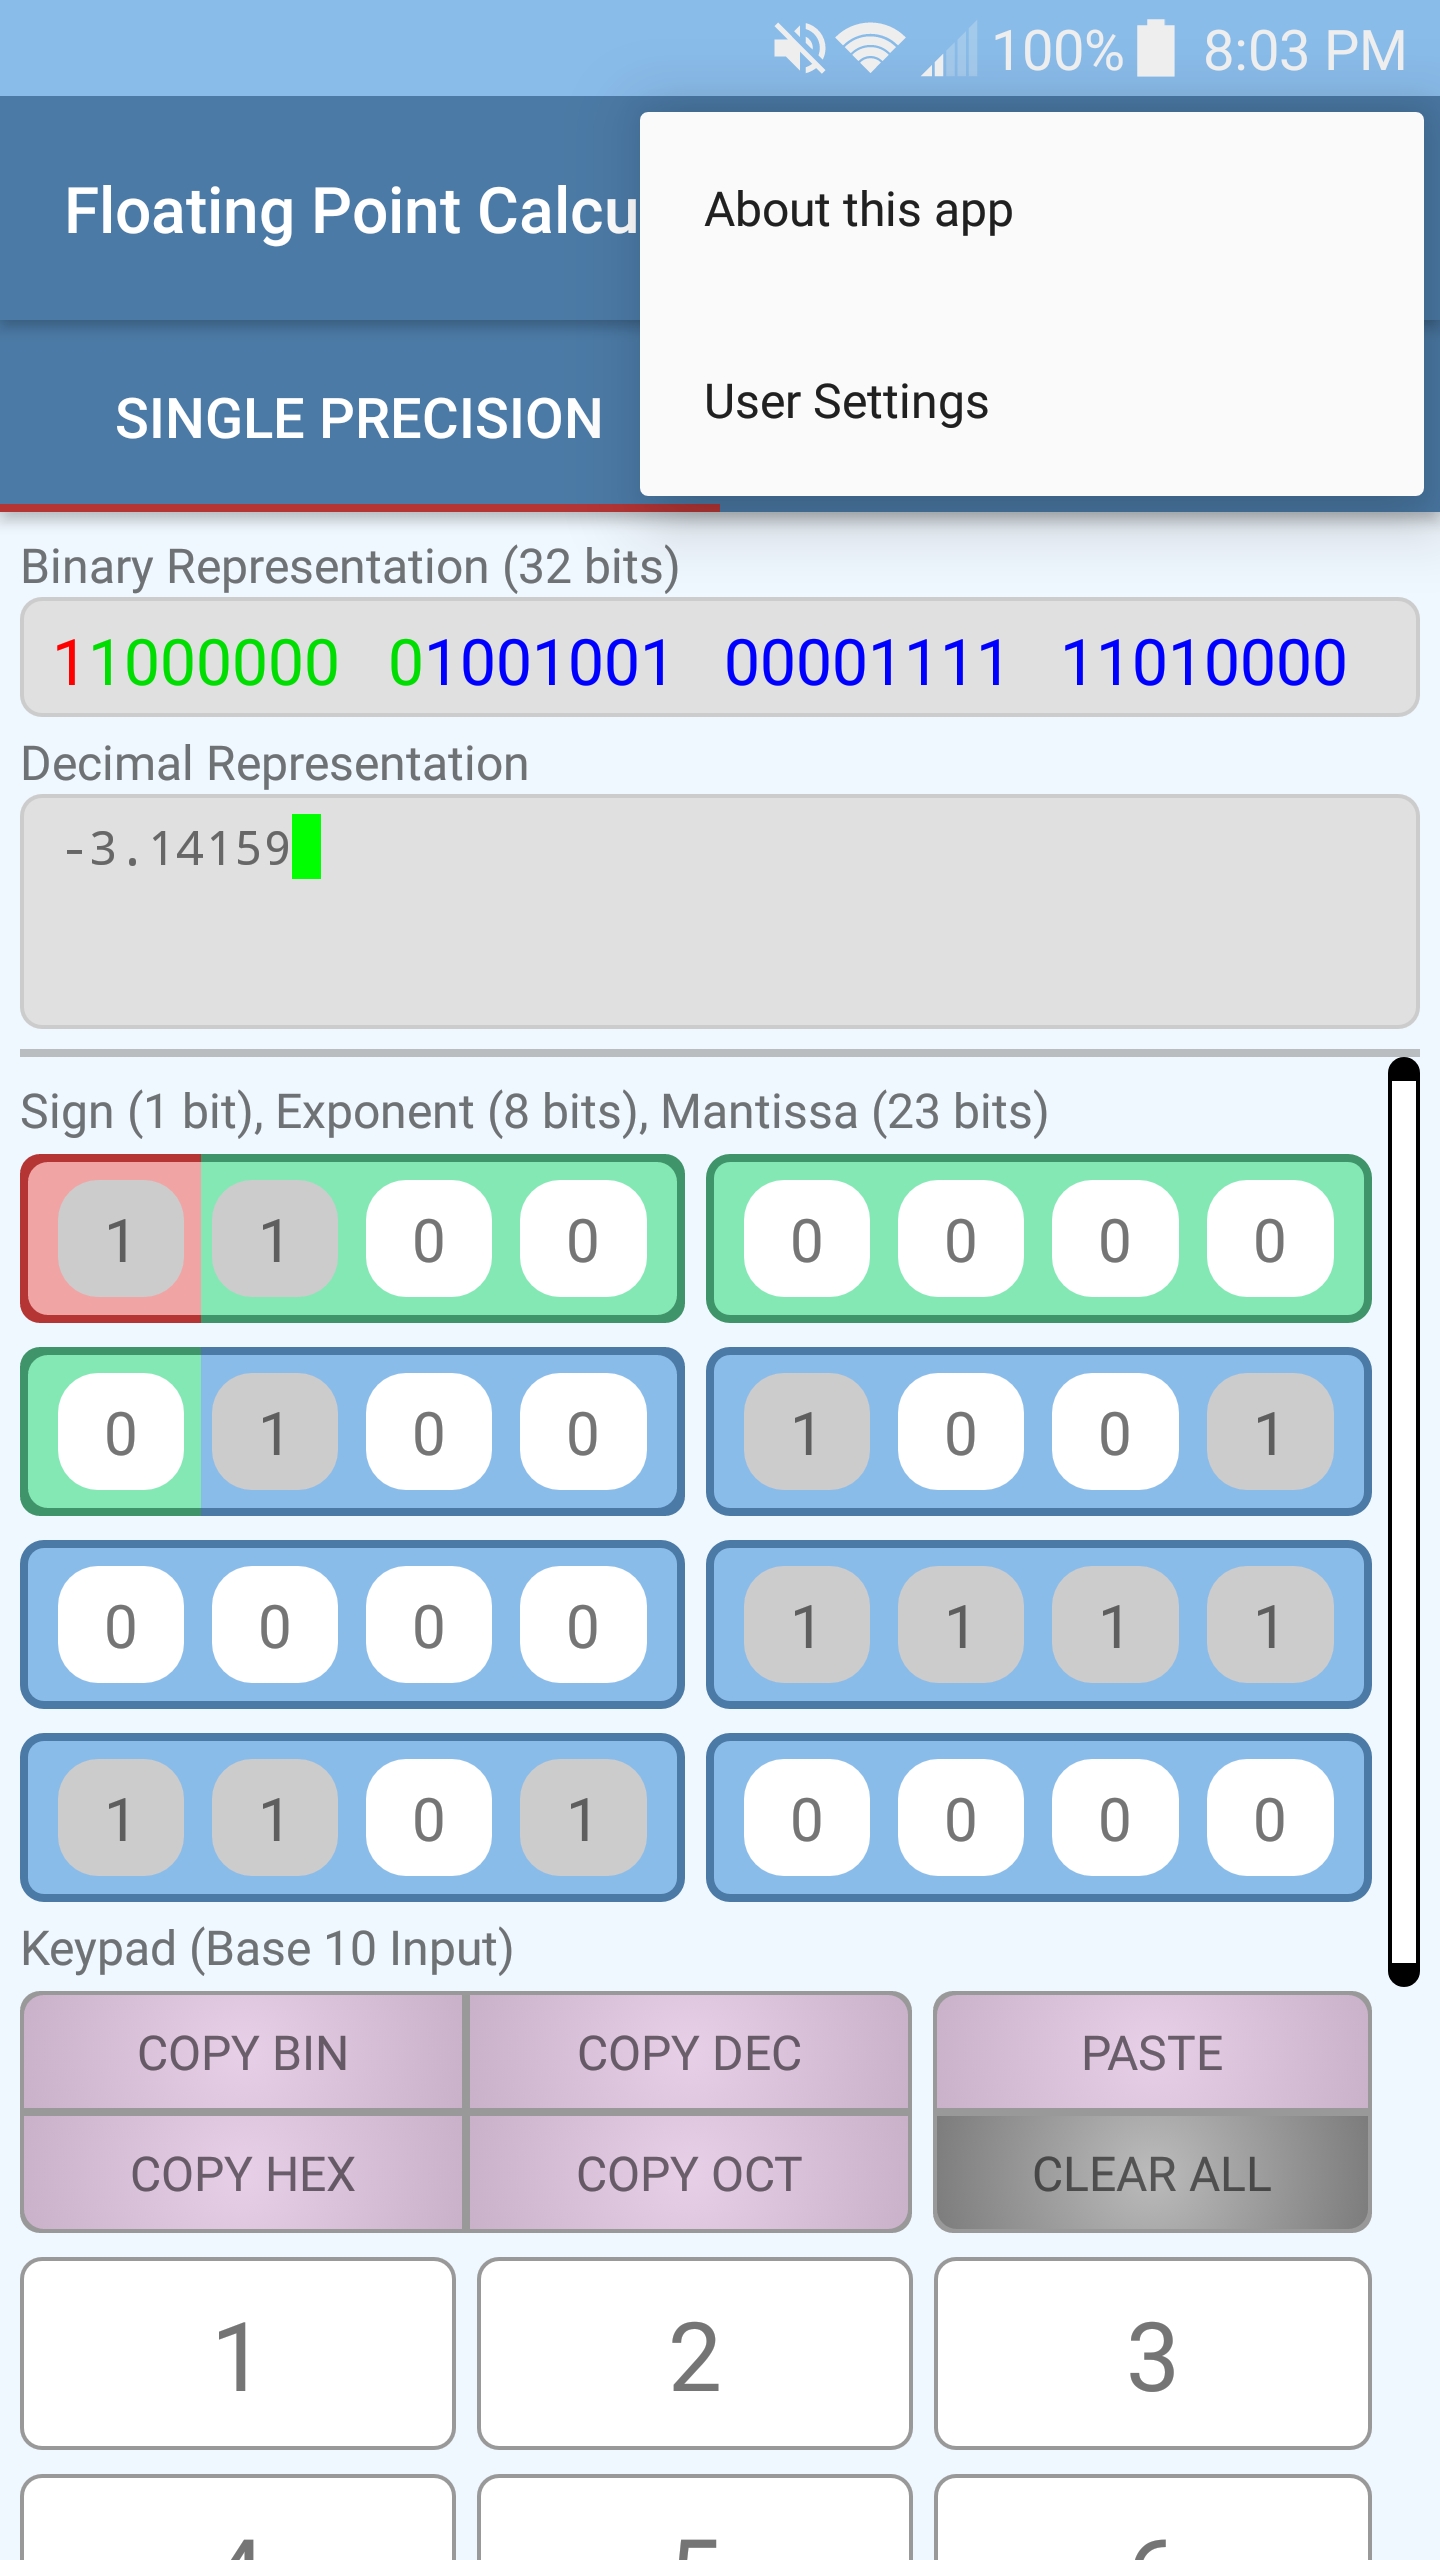 100% 8:03 PM
Floating Point Calcu
About this app
User Settings
SINGLE PRECISION
Binary Representation (32 bits)
11000000 01001001 00001111 11010000
Decimal Representation
-3.14159
Sign (1 bit), Exponent (8 bits), Mantissa (23 bits)
1 1 0 0 0 0 0 0
0 1 0 0 1 0 0 1
0 0 0 0 1 1 1 1
1 1 0 1 0 0 0 0
Keypad (Base 10 Input)
COPY BIN COPY DEC PASTE
COPY HEX COPY OCT CLEAR ALL
1 2 3
4 5 6